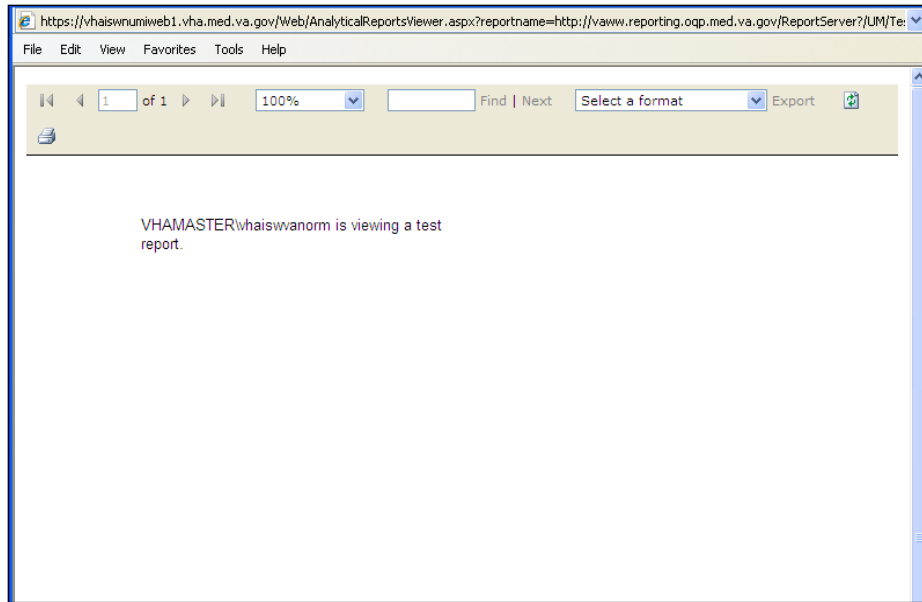 https://vhaiswnumiweb1.vha.med.va.gov/Web/AnalyticalReportsViewer.aspx?reportname=http://vaww.reporting.oqp.med.va.gov/ReportServer?/UM/Te
File Edit View Favorites Tools Help
1 of 1 100% Find | Next Select a format Export
VHAMASTER\vhaiswvanorm is viewing a test
report.